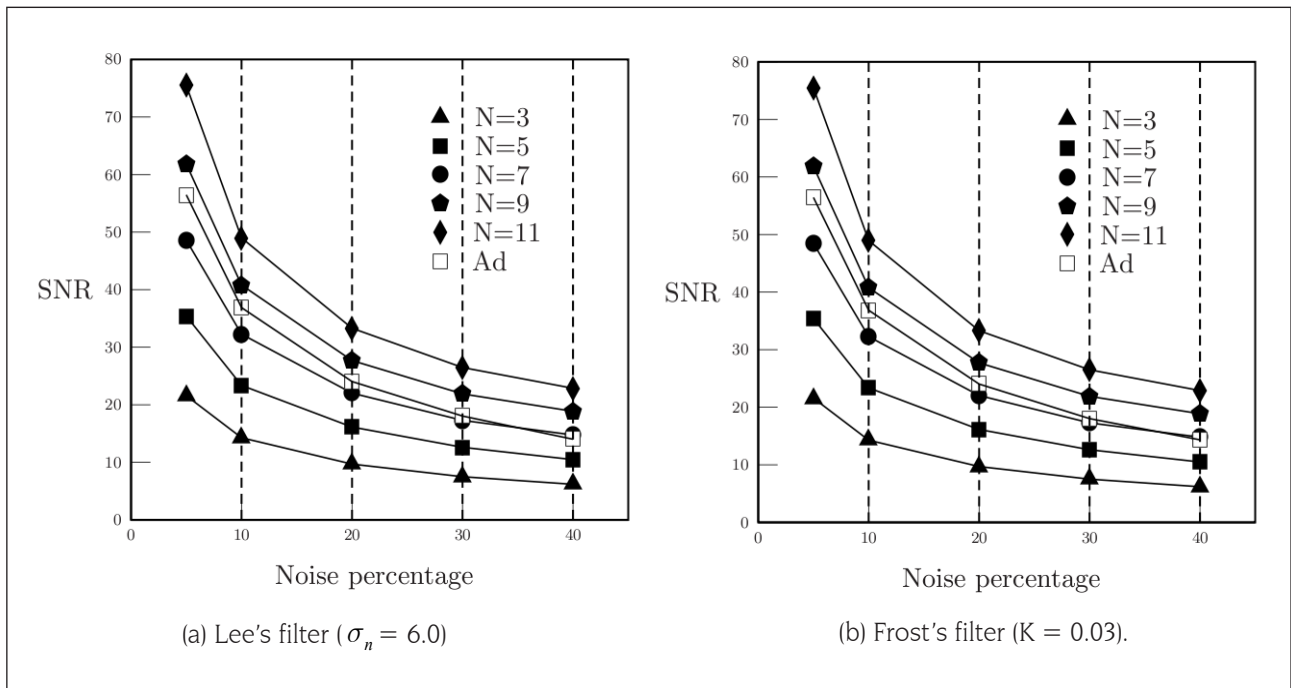 80
70
60
50
40
30
20
10
0
SNR
N=3
N=5
N=7
N=9
N=11
Ad
0 10 20 30 40
Noise percentage
(a) Lee's filter (σn = 6.0)
80
70
60
50
40
30
20
10
0
SNR
N=3
N=5
N=7
N=9
N=11
Ad
0 10 20 30 40
Noise percentage
(b) Frost's filter (K = 0.03).